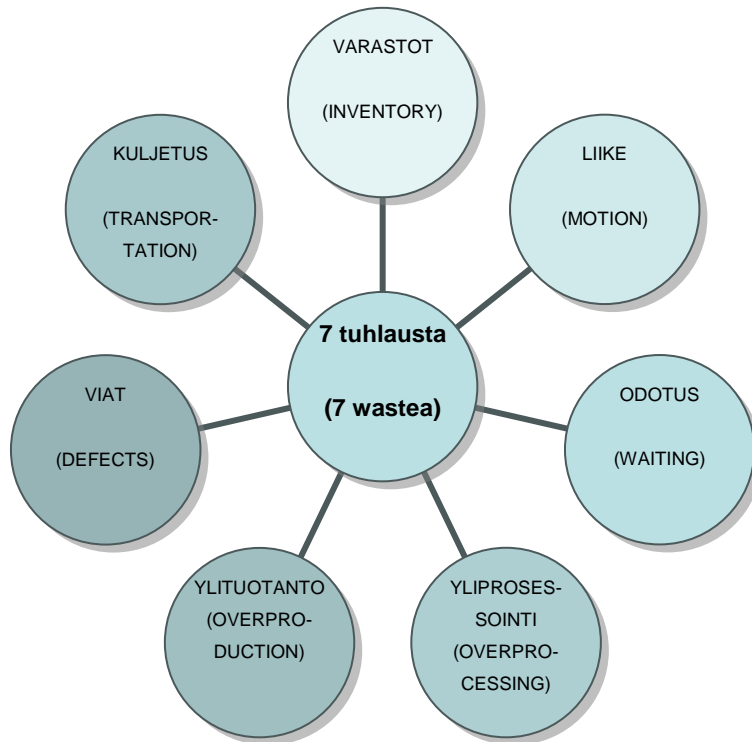 VARASTOT
(INVENTORY)
LIIKE
(MOTION)
ODOTUS
(WAITING)
YLIPROSES-
SOINTI
(OVERPRO-
CESSING)
YLITUOTANTO
(OVERPRO-
DUCTION)
VIAT
(DEFECTS)
KULJETUS
(TRANSPOR-
TATION)
7 tuhlausta
(7 wastea)